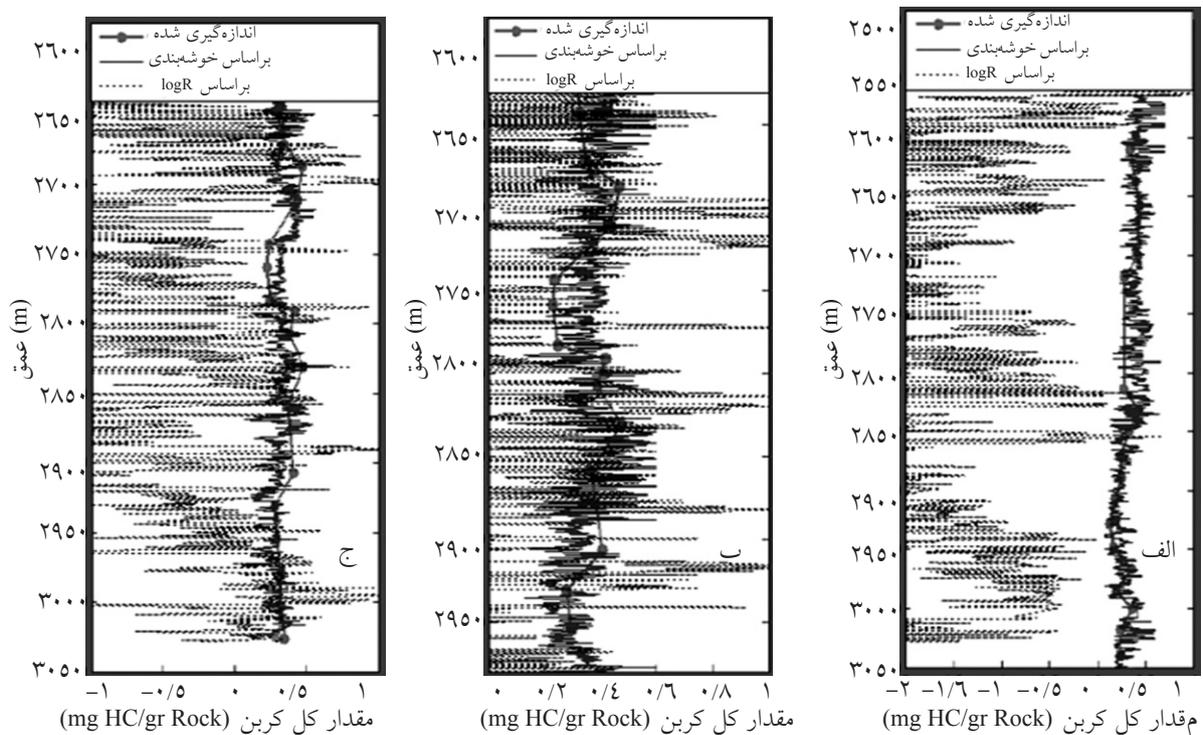 اندازه‌گیری شده
براساس خوشه‌بندی
براساس logR
۲۵۰۰
۲۵۵۰
۲۶۰۰
۲۶۵۰
۲۷۰۰
۲۷۵۰
۲۸۰۰
۲۸۵۰
۲۹۰۰
۲۹۵۰
۳۰۰۰
۳۰۵۰
عمق (m)
الف
−۲ −۱/۶ −۱ −۰/۵ ۰ ۰/۵ ۱
مقدار کل کربن (mg HC/gr Rock)
اندازه‌گیری شده
براساس خوشه‌بندی
براساس logR
۲۶۰۰
۲۶۵۰
۲۷۰۰
۲۷۵۰
۲۸۰۰
۲۸۵۰
۲۹۰۰
۲۹۵۰
عمق (m)
ب
۰ ۰/۲ ۰/۴ ۰/۶ ۰/۸ ۱
مقدار کل کربن (mg HC/gr Rock)
اندازه‌گیری شده
براساس خوشه‌بندی
براساس logR
۲۶۰۰
۲۶۵۰
۲۷۰۰
۲۷۵۰
۲۸۰۰
۲۸۵۰
۲۹۰۰
۲۹۵۰
۳۰۰۰
۳۰۵۰
عمق (m)
ج
−۱ −۰/۵ ۰ ۰/۵ ۱
مقدار کل کربن (mg HC/gr Rock)